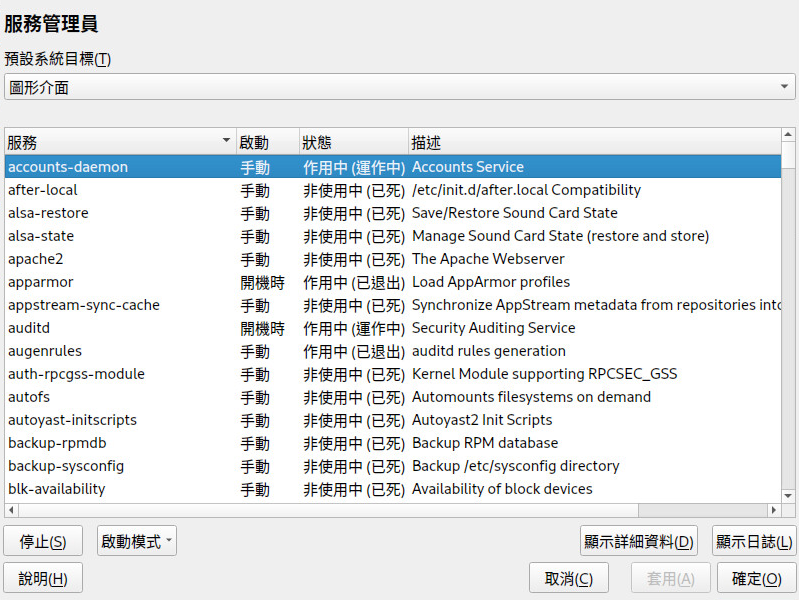 服務管理員
預設系統目標(T)
圖形介面
服務 啟動 狀態 描述
accounts-daemon 手動 作用中 (運作中) Accounts Service
after-local 手動 非使用中 (已死) /etc/init.d/after.local Compatibility
alsa-restore 手動 非使用中 (已死) Save/Restore Sound Card State
alsa-state 手動 非使用中 (已死) Manage Sound Card State (restore and store)
apache2 手動 非使用中 (已死) The Apache Webserver
apparmor 開機時 作用中 (已退出) Load AppArmor profiles
appstream-sync-cache 手動 非使用中 (已死) Synchronize AppStream metadata from repositories into
auditd 開機時 作用中 (運作中) Security Auditing Service
augenrules 手動 作用中 (已退出) auditd rules generation
auth-rpcgss-module 手動 非使用中 (已死) Kernel Module supporting RPCSEC_GSS
autofs 手動 非使用中 (已死) Automounts filesystems on demand
autoyast-initscripts 手動 非使用中 (已死) Autoyast2 Init Scripts
backup-rpmdb 手動 非使用中 (已死) Backup RPM database
backup-sysconfig 手動 非使用中 (已死) Backup /etc/sysconfig directory
blk-availability 手動 非使用中 (已死) Availability of block devices
停止(S) 啟動模式 顯示詳細資料(D) 顯示日誌(L)
說明(H) 取消(C) 套用(A) 確定(O)